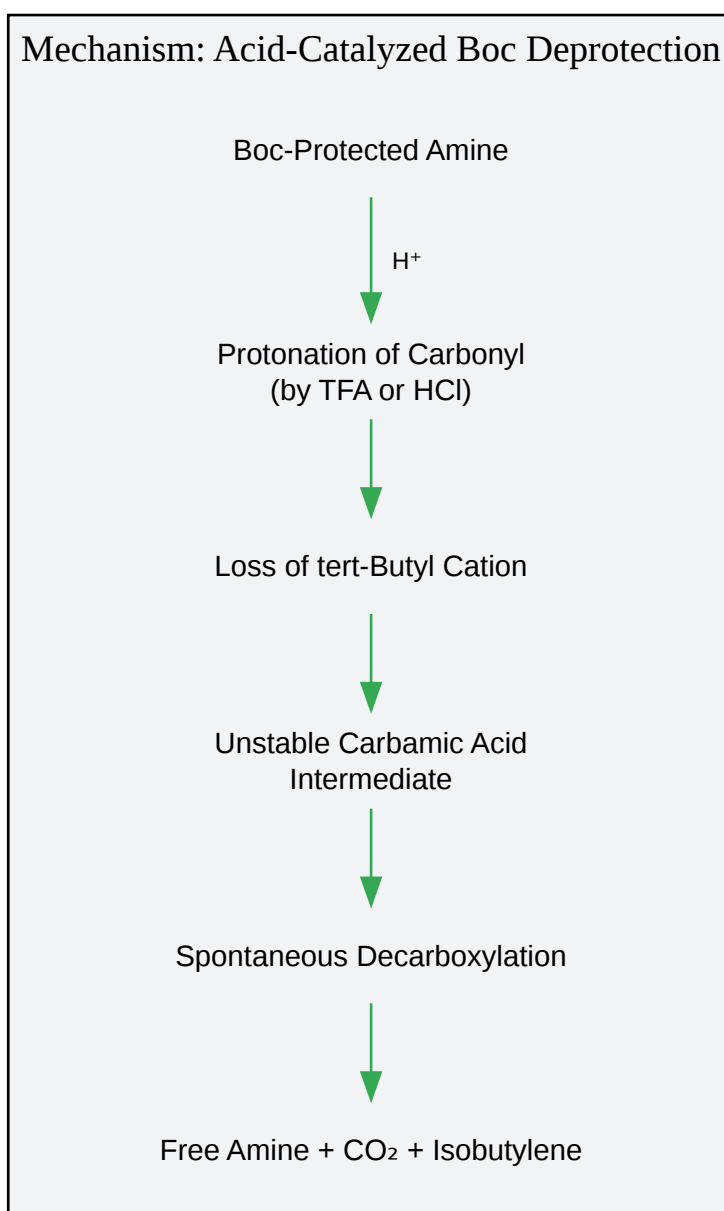 Mechanism: Acid-Catalyzed Boc Deprotection
Boc-Protected Amine
H⁺
Protonation of Carbonyl
(by TFA or HCl)
Loss of tert-Butyl Cation
Unstable Carbamic Acid
Intermediate
Spontaneous Decarboxylation
Free Amine + CO₂ + Isobutylene